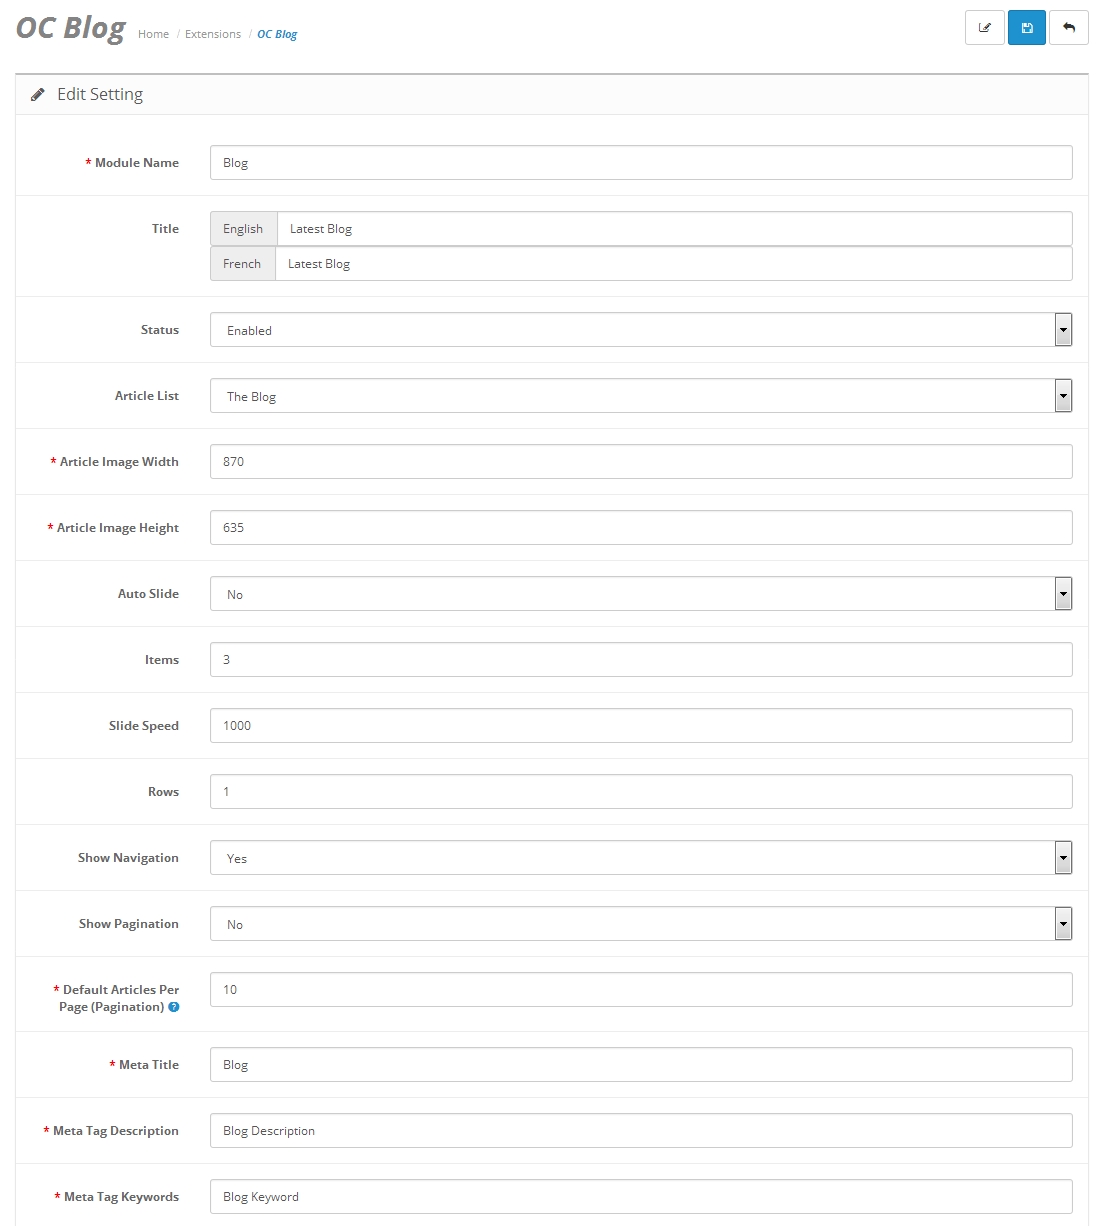 OC Blog Home / Extensions / OC Blog
Edit Setting
* Module Name Blog
Title English Latest Blog
French Latest Blog
Status Enabled
Article List The Blog
* Article Image Width 870
* Article Image Height 635
Auto Slide No
Items 3
Slide Speed 1000
Rows 1
Show Navigation Yes
Show Pagination No
* Default Articles Per 10
Page (Pagination) ?
* Meta Title Blog
* Meta Tag Description Blog Description
* Meta Tag Keywords Blog Keyword